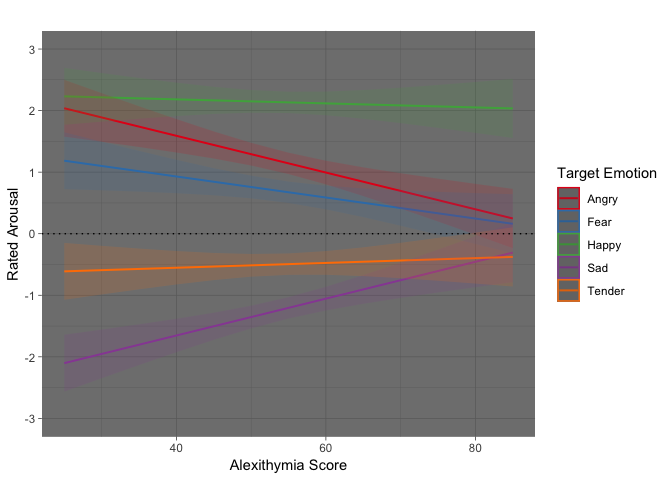 3
2
1
0
-1
-2
-3
Rated Arousal
40 60 80
Alexithymia Score
Target Emotion
Angry
Fear
Happy
Sad
Tender